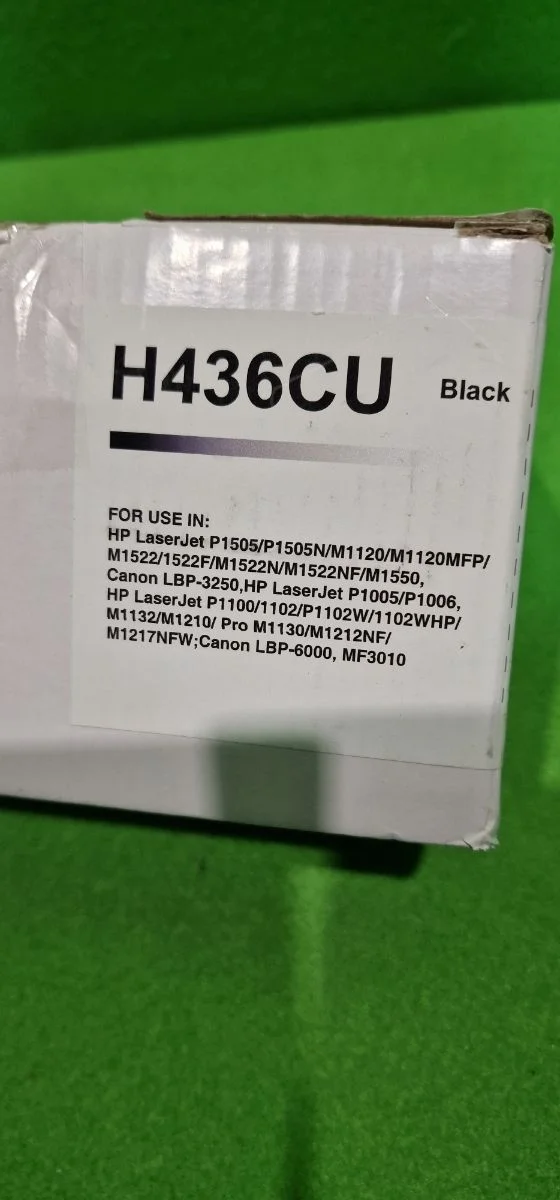 H436CU Black
FOR USE IN:
HP LaserJet P1505/P1505N/M1120/M1120MFP/
M1522/1522F/M1522N/M1522NF/M1550,
Canon LBP-3250,HP LaserJet P1005/P1006,
HP LaserJet P1100/1102/P1102W/1102WHP/
M1132/M1210/ Pro M1130/M1212NF/
M1217NFW;Canon LBP-6000, MF3010